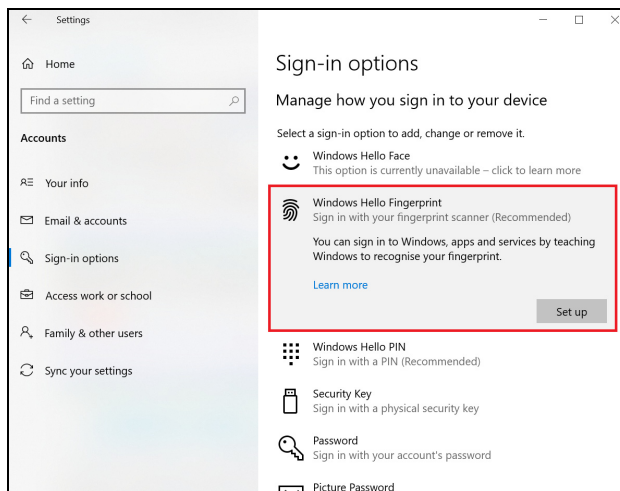 Settings
Home
Find a setting
Accounts
Your info
Email & accounts
Sign-in options
Access work or school
Family & other users
Sync your settings
Sign-in options
Manage how you sign in to your device
Select a sign-in option to add, change or remove it.
Windows Hello Face
This option is currently unavailable – click to learn more
Windows Hello Fingerprint
Sign in with your fingerprint scanner (Recommended)
You can sign in to Windows, apps and services by teaching
Windows to recognise your fingerprint.
Learn more
Set up
Windows Hello PIN
Sign in with a PIN (Recommended)
Security Key
Sign in with a physical security key
Password
Sign in with your account's password
Picture Password